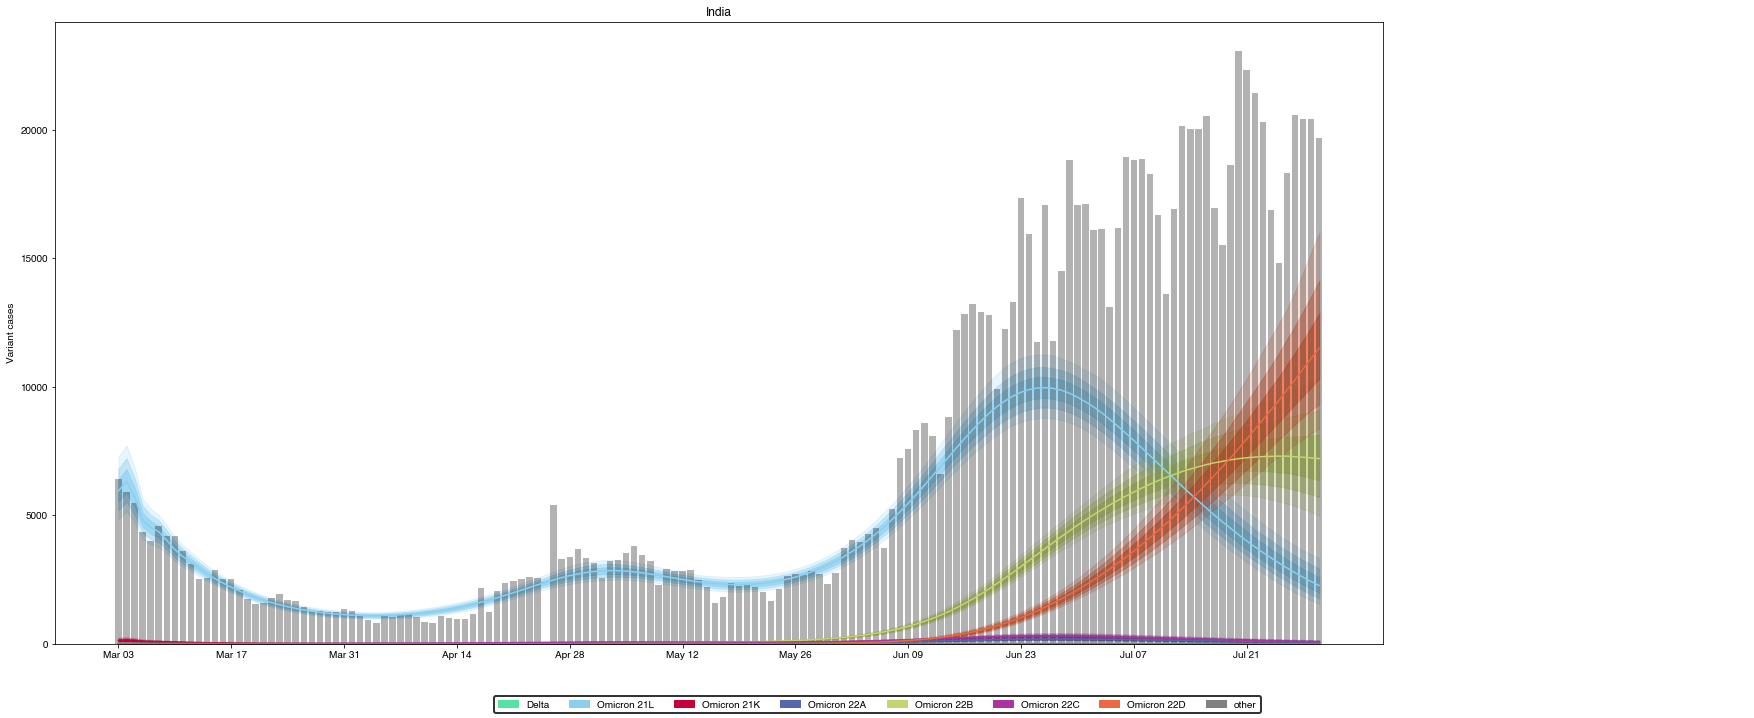 India
Variant cases
20000
15000
10000
5000
0
Mar 03 Mar 17 Mar 31 Apr 14 Apr 28 May 12 May 26 Jun 09 Jun 23 Jul 07 Jul 21
Delta Omicron 21L Omicron 21K Omicron 22A Omicron 22B Omicron 22C Omicron 22D other